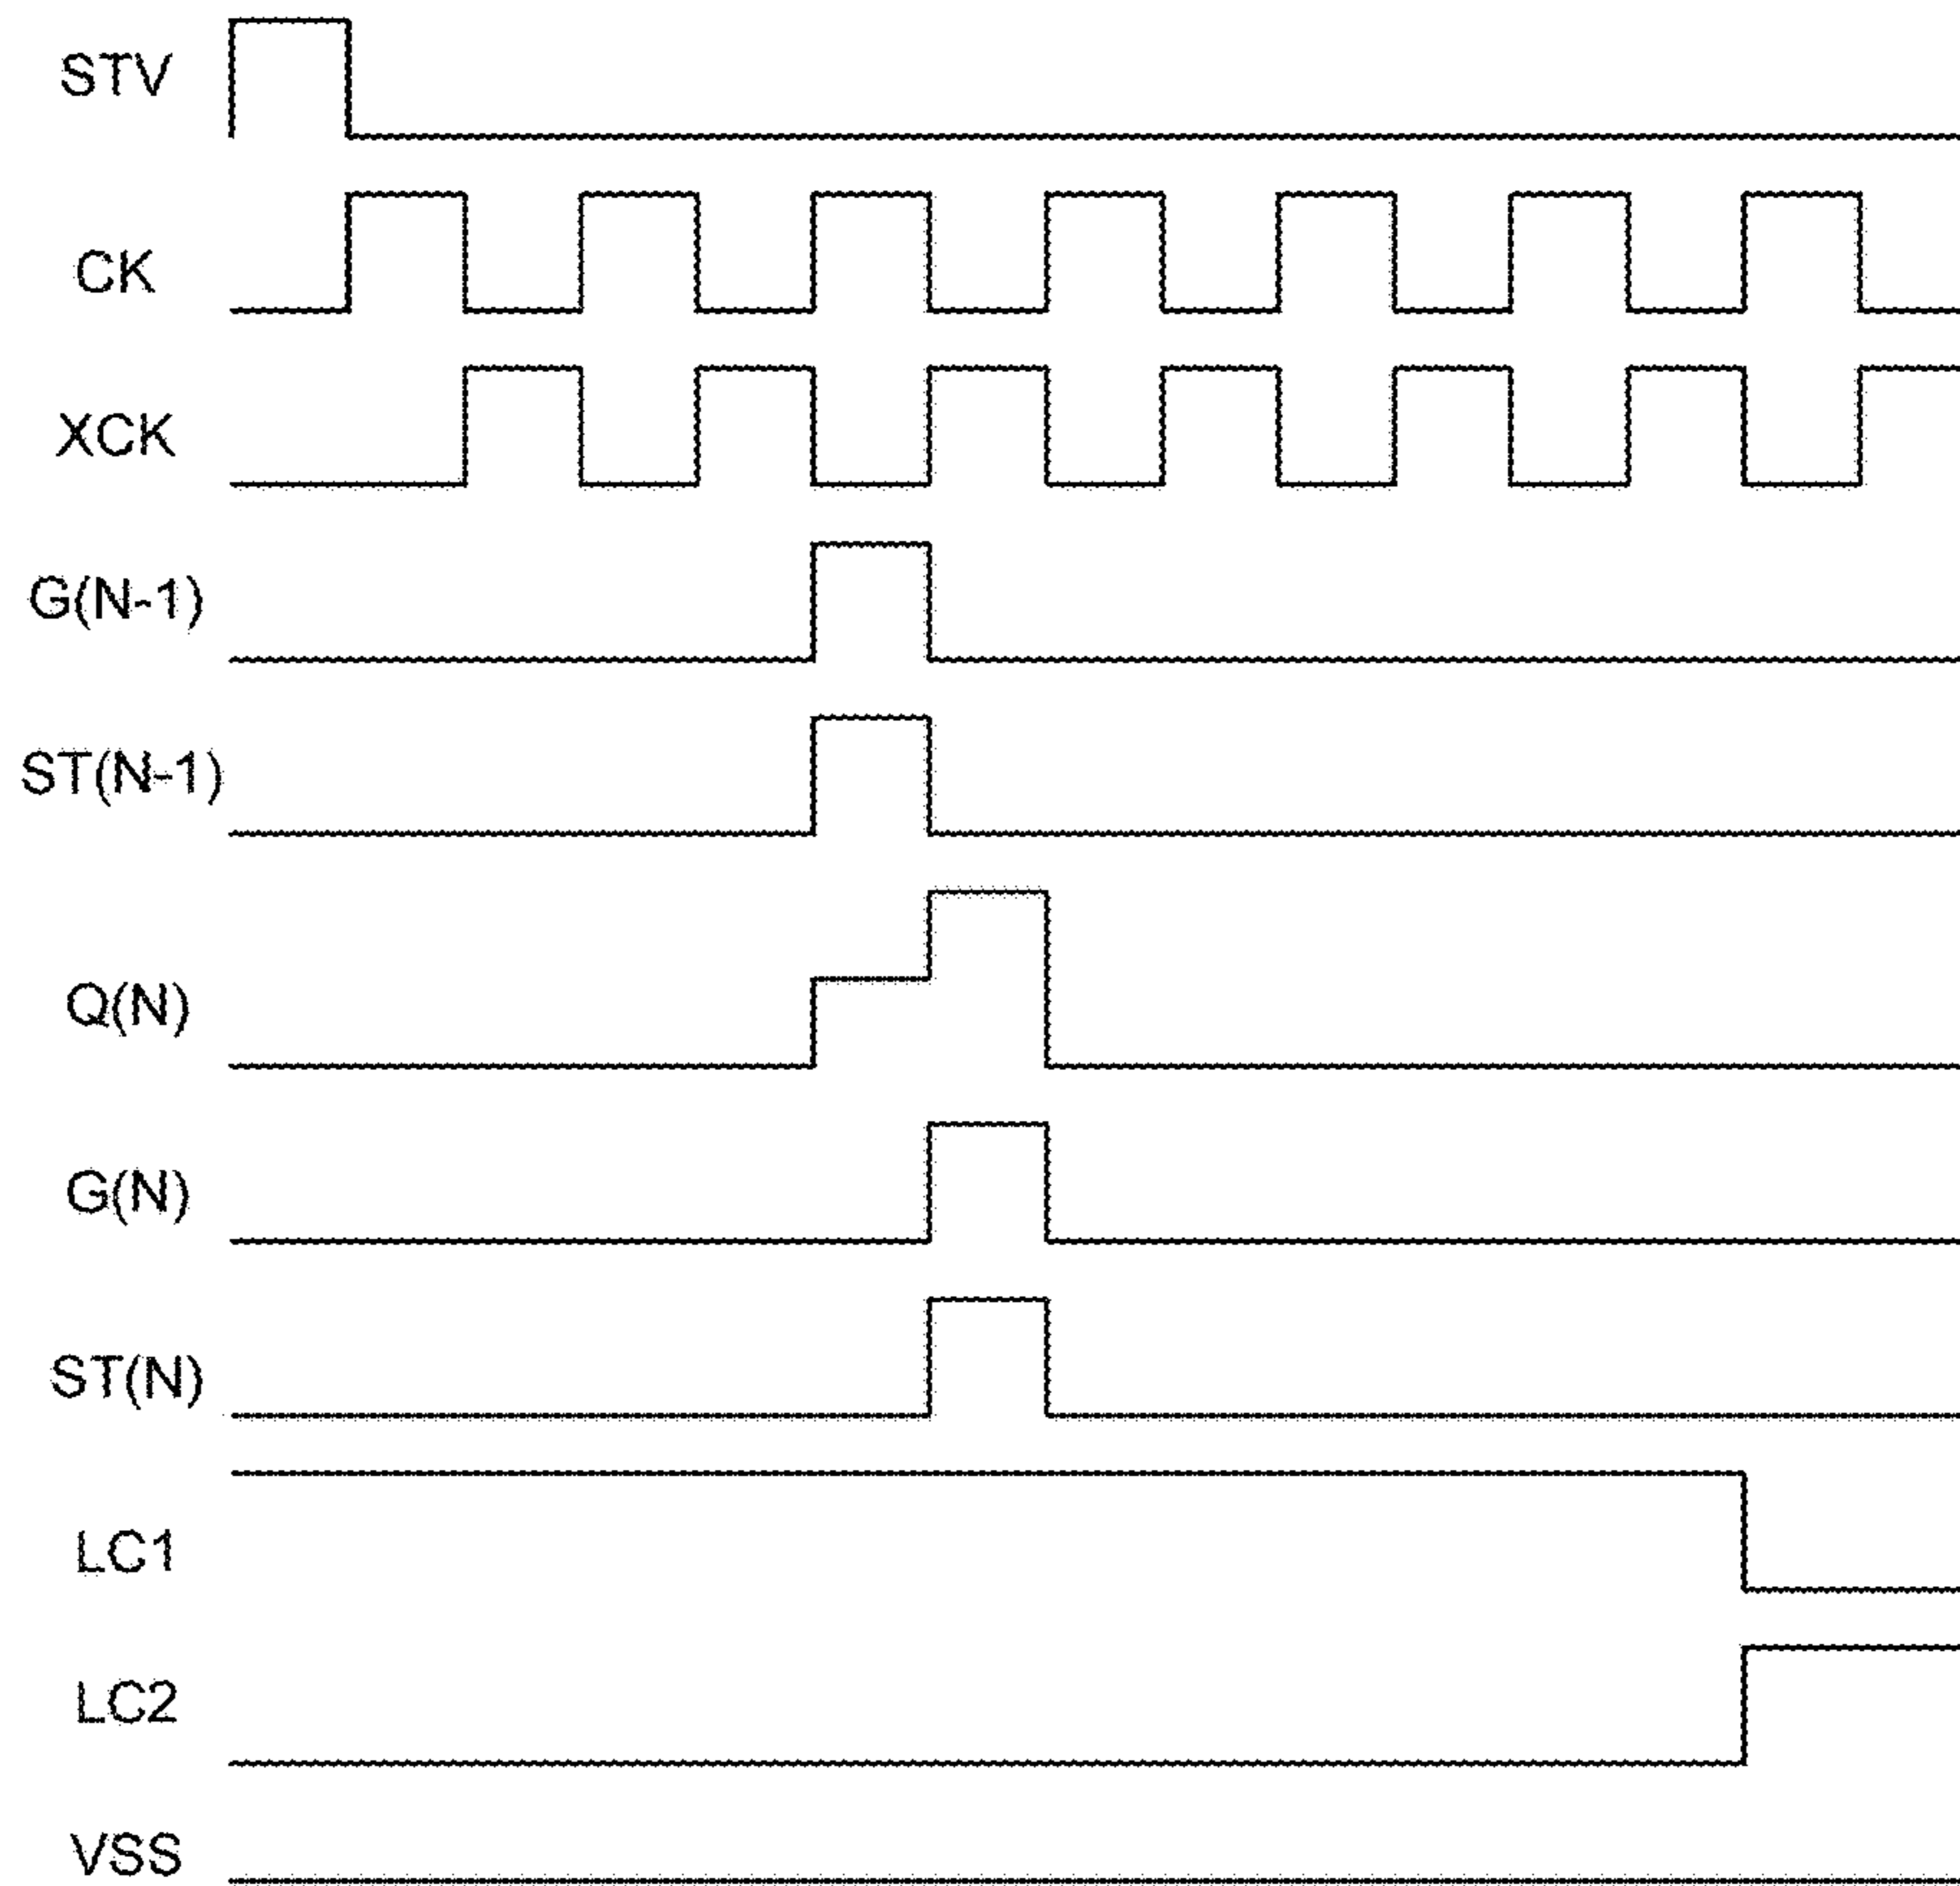 STV
CK
XCK
G(N-1)
ST(N-1)
Q(N)
G(N)
ST(N)
LC1
LC2
VSS